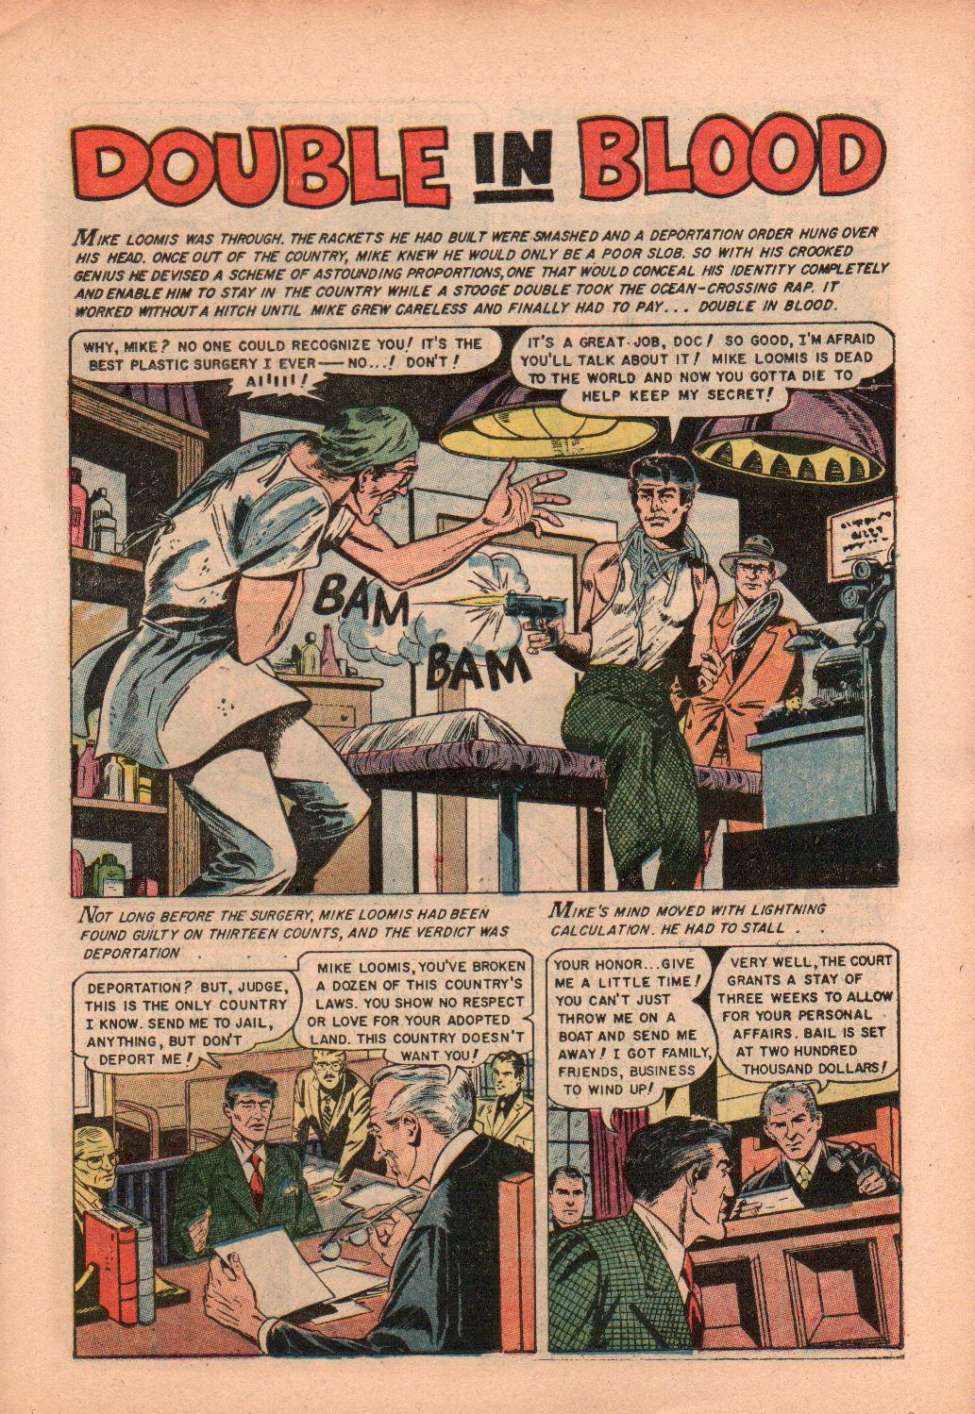 DOUBLE IN BLOOD
MIKE LOOMIS WAS THROUGH. THE RACKETS HE HAD BUILT WERE SMASHED AND A DEPORTATION ORDER HUNG OVER
HIS HEAD. ONCE OUT OF THE COUNTRY, MIKE KNEW HE WOULD ONLY BE A POOR SLOB. SO WITH HIS CROOKED
GENIUS HE DEVISED A SCHEME OF ASTOUNDING PROPORTIONS, ONE THAT WOULD CONCEAL HIS IDENTITY COMPLETELY
AND ENABLE HIM TO STAY IN THE COUNTRY WHILE A STOOGE DOUBLE TOOK THE OCEAN-CROSSING RAP. IT
WORKED WITHOUT A HITCH UNTIL MIKE GREW CARELESS AND FINALLY HAD TO PAY... DOUBLE IN BLOOD.
WHY, MIKE? NO ONE COULD RECOGNIZE YOU! IT'S THE
BEST PLASTIC SURGERY I EVER—— NO...! DON'T!
AIIIII!
IT'S A GREAT JOB, DOC! SO GOOD, I'M AFRAID
YOU'LL TALK ABOUT IT! MIKE LOOMIS IS DEAD
TO THE WORLD AND NOW YOU GOTTA DIE TO
HELP KEEP MY SECRET!
BAM
BAM
NOT LONG BEFORE THE SURGERY, MIKE LOOMIS HAD BEEN
FOUND GUILTY ON THIRTEEN COUNTS, AND THE VERDICT WAS
DEPORTATION . . . .
DEPORTATION? BUT, JUDGE,
THIS IS THE ONLY COUNTRY
I KNOW. SEND ME TO JAIL,
ANYTHING, BUT DON'T
DEPORT ME!
MIKE LOOMIS, YOU'VE BROKEN
A DOZEN OF THIS COUNTRY'S
LAWS. YOU SHOW NO RESPECT
OR LOVE FOR YOUR ADOPTED
LAND. THIS COUNTRY DOESN'T
WANT YOU!
MIKE'S MIND MOVED WITH LIGHTNING
CALCULATION. HE HAD TO STALL . .
YOUR HONOR...GIVE
ME A LITTLE TIME!
YOU CAN'T JUST
THROW ME ON A
BOAT AND SEND ME
AWAY! I GOT FAMILY,
FRIENDS, BUSINESS
TO WIND UP!
VERY WELL, THE COURT
GRANTS A STAY OF
THREE WEEKS TO ALLOW
FOR YOUR PERSONAL
AFFAIRS. BAIL IS SET
AT TWO HUNDRED
THOUSAND DOLLARS!